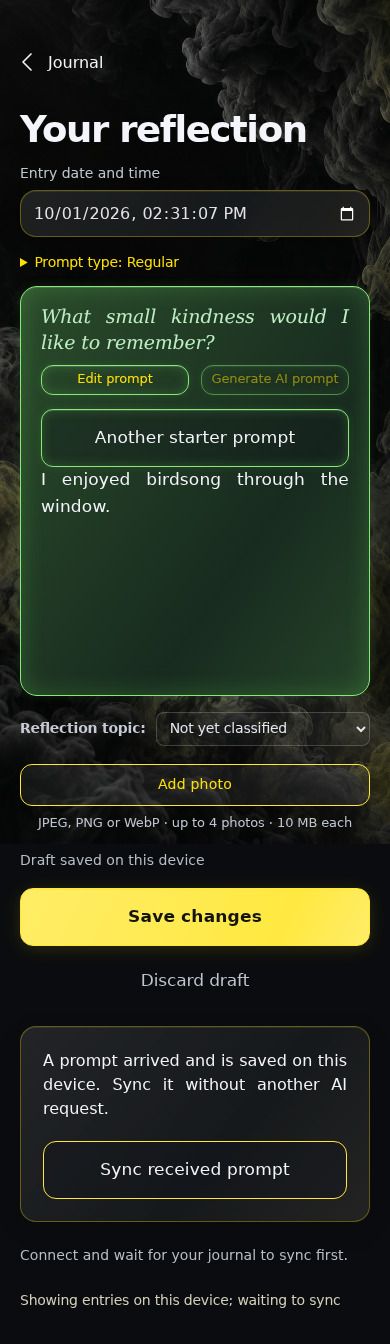 Journal
Your reflection
Entry date and time
10/01/2026, 02:31:07 PM
Prompt type: Regular
What small kindness would I
like to remember?
Edit prompt
Generate AI prompt
Another starter prompt
I enjoyed birdsong through the
window.
Reflection topic:
Not yet classified
Add photo
JPEG, PNG or WebP · up to 4 photos · 10 MB each
Draft saved on this device
Save changes
Discard draft
A prompt arrived and is saved on this
device. Sync it without another AI
request.
Sync received prompt
Connect and wait for your journal to sync first.
Showing entries on this device; waiting to sync